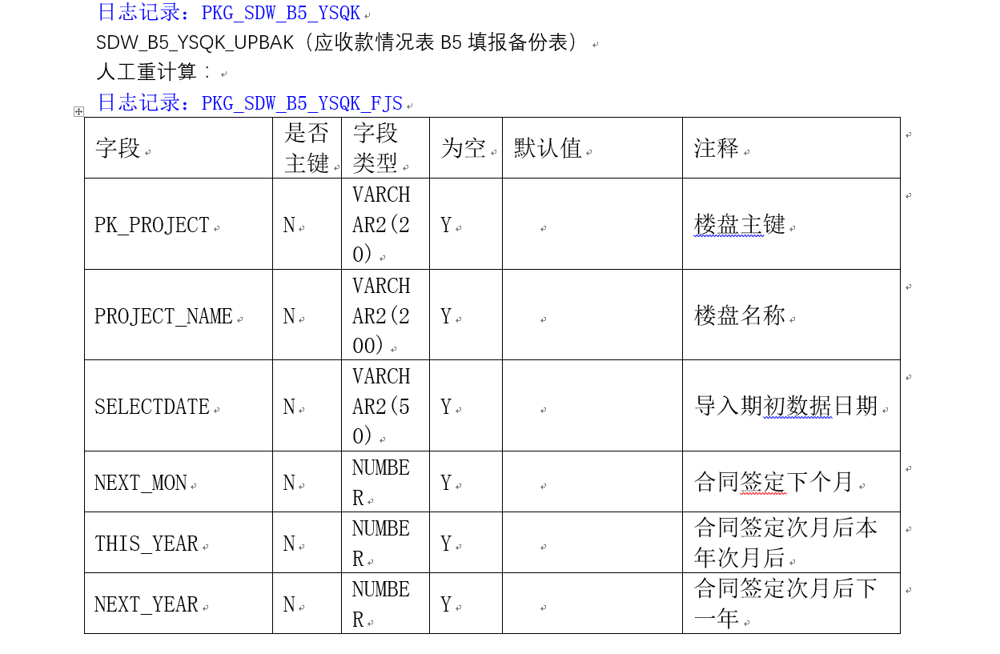 日志记录：PKG_SDW_B5_YSQK
SDW_B5_YSQK_UPBAK（应收款情况表 B5 填报备份表）
人工重计算：
日志记录：PKG_SDW_B5_YSQK_FJS
字段 是否主键 字段类型 为空 默认值 注释
PK_PROJECT N VARCHAR2(20) Y 楼盘主键
PROJECT_NAME N VARCHAR2(200) Y 楼盘名称
SELECTDATE N VARCHAR2(50) Y 导入期初数据日期
NEXT_MON N NUMBER Y 合同签定下个月
THIS_YEAR N NUMBER Y 合同签定次月后本年次月后
NEXT_YEAR N NUMBER Y 合同签定次月后下一年